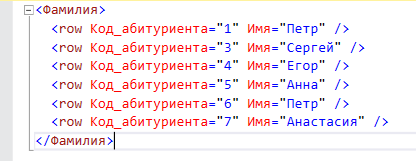 <Фамилия>
<row Код_абитуриента="1" Имя="Петр" />
<row Код_абитуриента="3" Имя="Сергей" />
<row Код_абитуриента="4" Имя="Егор" />
<row Код_абитуриента="5" Имя="Анна" />
<row Код_абитуриента="6" Имя="Петр" />
<row Код_абитуриента="7" Имя="Анастасия" />
</Фамилия>